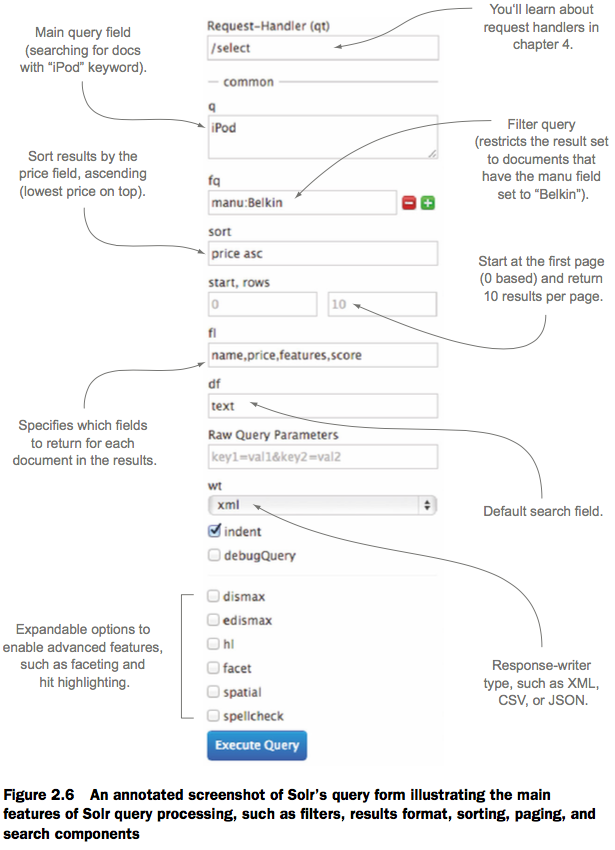 Main query field
(searching for docs
with “iPod” keyword).
Request-Handler (qt)
/select
You'll learn about
request handlers in
chapter 4.
common
q
iPod
Sort results by the
price field, ascending
(lowest price on top).
Filter query
(restricts the result set
to documents that
have the manu field
set to “Belkin”).
fq
manu:Belkin
sort
price asc
start, rows
0
10
Start at the first page
(0 based) and return
10 results per page.
fl
name,price,features,score
df
text
Specifies which fields
to return for each
document in the results.
Raw Query Parameters
key1=val1&key2=val2
wt
xml
Default search field.
indent
debugQuery
dismax
edismax
hl
facet
spatial
spellcheck
Expandable options to
enable advanced features,
such as faceting and
hit highlighting.
Response-writer
type, such as XML,
CSV, or JSON.
Execute Query
Figure 2.6 An annotated screenshot of Solr’s query form illustrating the main
features of Solr query processing, such as filters, results format, sorting, paging, and
search components